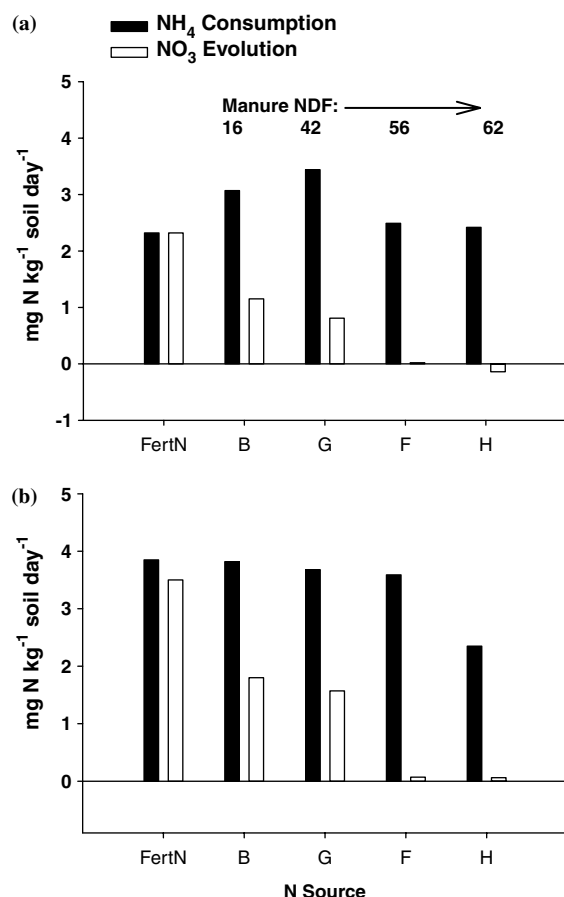 (a)
NH4 Consumption
NO3 Evolution
Manure NDF:
16 42 56 62
5
4
3
2
1
0
-1
mg N kg-1 soil day-1
FertN B G F H
(b)
5
4
3
2
1
0
mg N kg-1 soil day-1
FertN B G F H
N Source